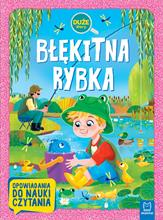 DUŻE litery
BŁĘKITNA
RYBKA
OPOWIADANIA
DO NAUKI
CZYTANIA